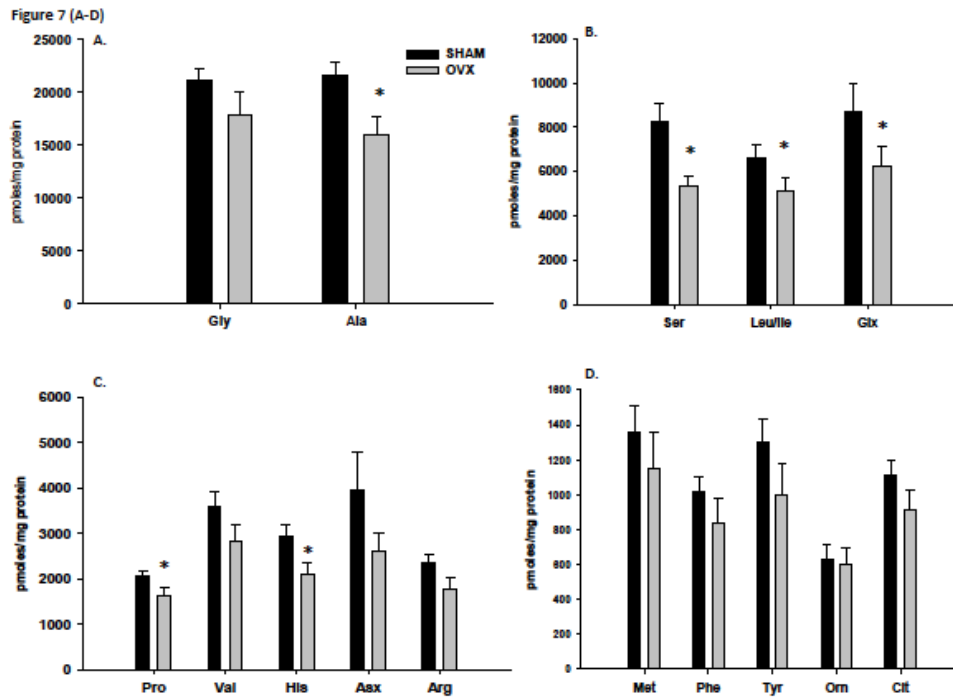 Figure 7 (A-D)
A.
25000
20000
15000
10000
5000
0
pmoles/mg protein
SHAM
OVX
*
Gly Ala
B.
12000
10000
8000
6000
4000
2000
0
pmoles/mg protein
* * *
Ser Leu/Ile Glx
C.
6000
5000
4000
3000
2000
1000
0
pmoles/mg protein
* *
Pro Val His Asx Arg
D.
1600
1400
1200
1000
800
600
400
200
0
pmoles/mg protein
Met Phe Tyr Orn Cit